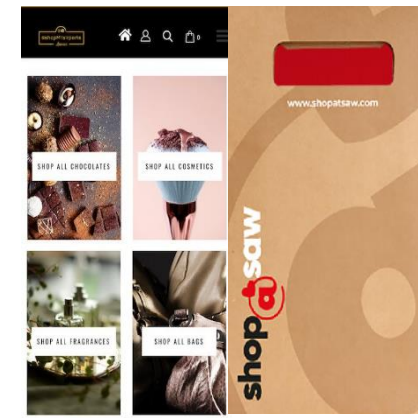 SHOP ALL CHOCOLATES
SHOP ALL COSMETICS
SHOP ALL FRAGRANCES
SHOP ALL BAGS
www.shopatsaw.com
shop@saw